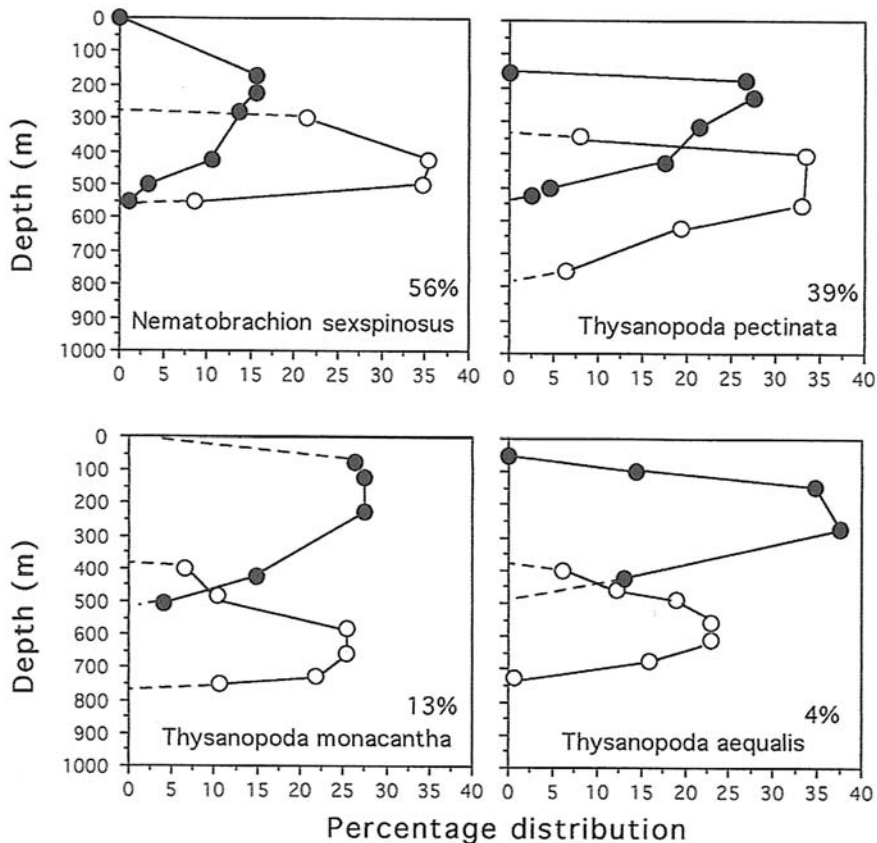 0
100
200
300
400
500
600
700
800
900
1000
Depth (m)
56%
Nematobrachion sexspinosus
0 5 10 15 20 25 30 35 40
39%
Thysanopoda pectinata
0 5 10 15 20 25 30 35 40
0
100
200
300
400
500
600
700
800
900
1000
Depth (m)
13%
Thysanopoda monacantha
0 5 10 15 20 25 30 35 40
4%
Thysanopoda aequalis
0 5 10 15 20 25 30 35 40
Percentage distribution